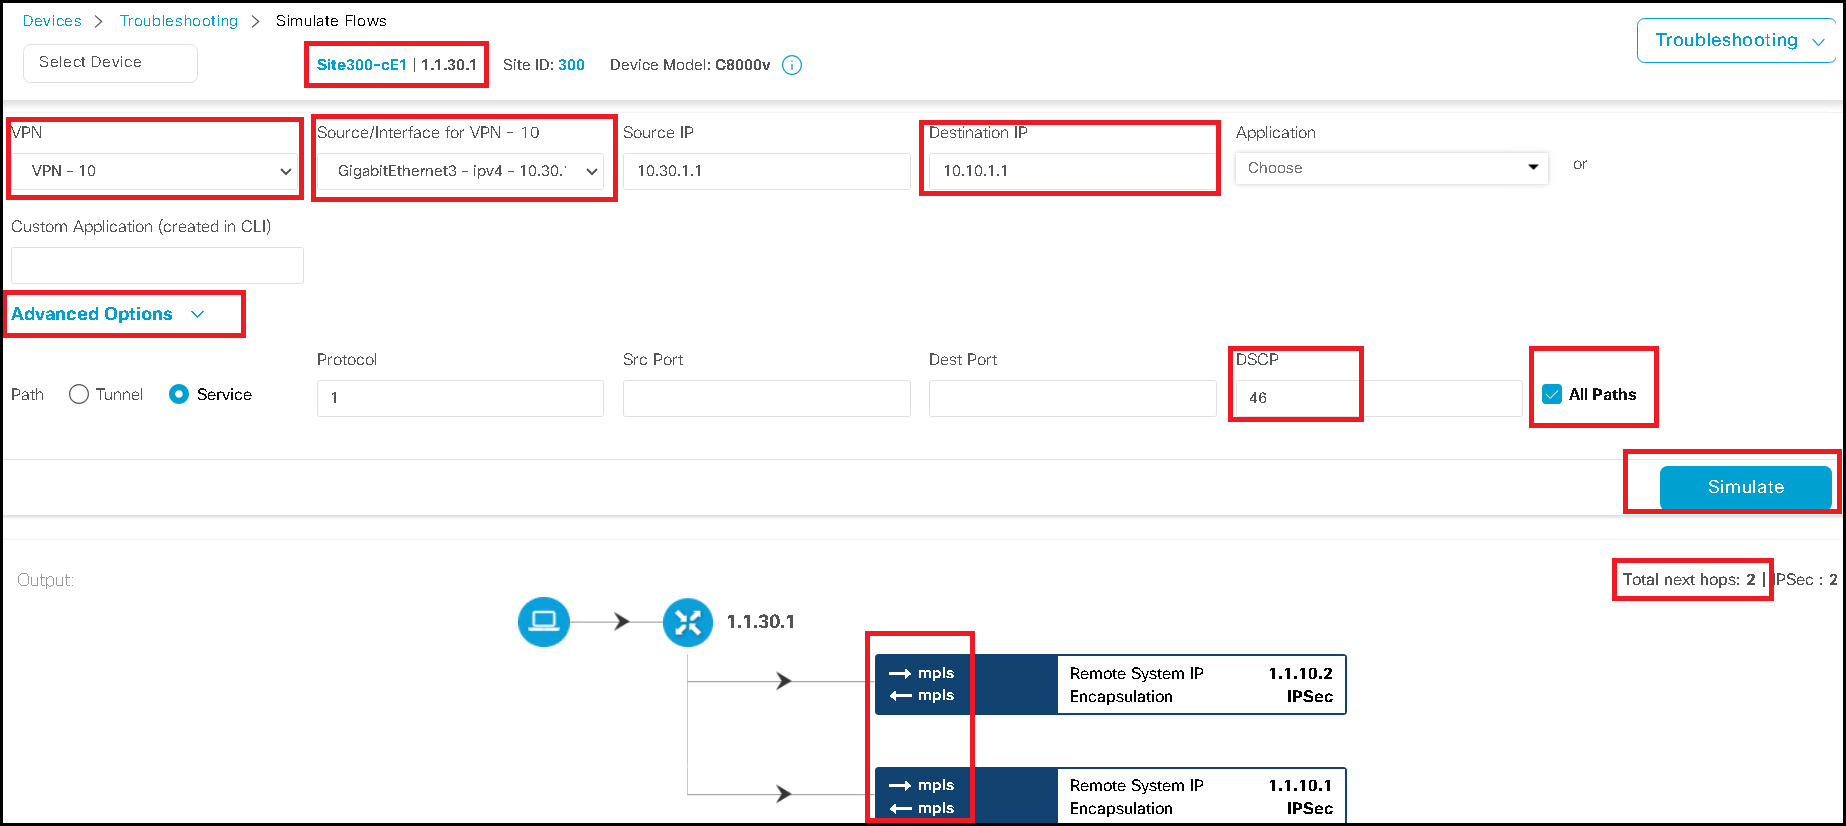 Devices > Troubleshooting > Simulate Flows
Troubleshooting
Select Device
Site300-cE1 | 1.1.30.1 Site ID: 300 Device Model: C8000v
VPN Source/Interface for VPN - 10 Source IP Destination IP Application
VPN - 10 GigabitEthernet3 - ipv4 - 10.30. 10.30.1.1 10.10.1.1 Choose or
Custom Application (created in CLI)
Advanced Options
Protocol Src Port Dest Port DSCP
Path Tunnel Service 1 46 All Paths
Simulate
Output: Total next hops: 2 | IPSec : 2
1.1.30.1
→ mpls Remote System IP 1.1.10.2
← mpls Encapsulation IPSec
→ mpls Remote System IP 1.1.10.1
← mpls Encapsulation IPSec